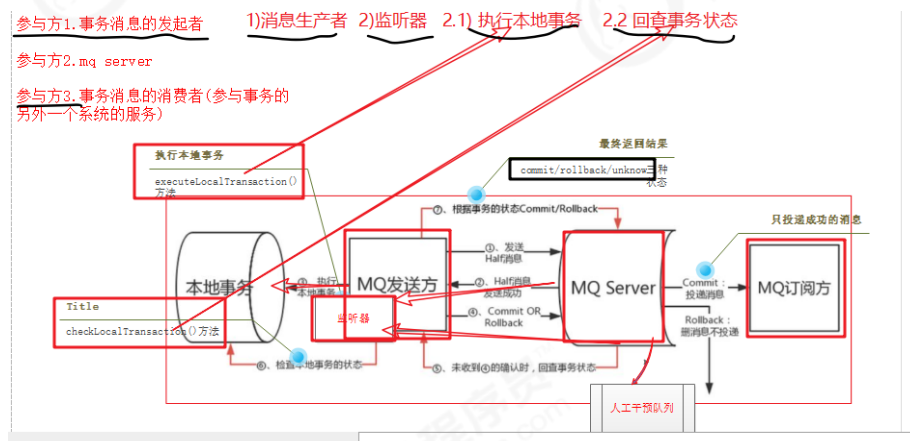 参与方1.事务消息的发起者
1)消息生产者 2)监听器 2.1) 执行本地事务 2.2 回查事务状态
参与方2.mq server
参与方3.事务消息的消费者(参与事务的
另外一个系统的服务)
执行本地事务
executeLocalTransaction()
方法
最终返回结果
commit/rollback/unknow三种
状态
只投递成功的消息
⑦、根据事务的状态Commit/Rollback
①、发送
Half消息
本地事务
执行
本地事务
MQ发送方
②、Half消息
发送成功
MQ Server
Commit：
投递消息
MQ订阅方
Title
checkLocalTransaction()方法
监听器
④、Commit OR
Rollback
Rollback：
删消息不投递
⑥、检查本地事务的状态
⑤、未收到④的确认时，回查事务状态
人工干预队列
程序员
.com